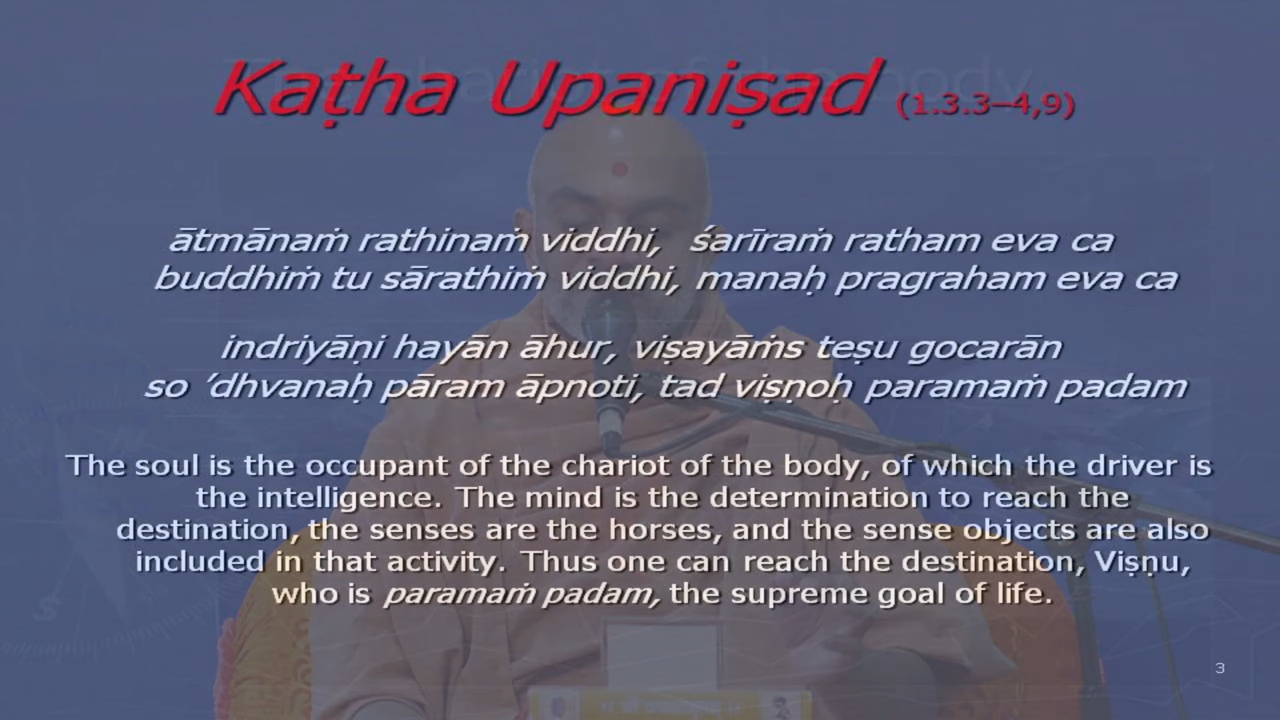 Kaṭha Upaniṣad (1.3.3–4,9)
ātmānaṁ rathinaṁ viddhi, śarīraṁ ratham eva ca
buddhiṁ tu sārathiṁ viddhi, manaḥ pragraham eva ca
indriyāṇi hayān āhur, viṣayāṁs teṣu gocarān
so ’dhvanaḥ pāram āpnoti, tad viṣṇoḥ paramaṁ padam
The soul is the occupant of the chariot of the body, of which the driver is
the intelligence. The mind is the determination to reach the
destination, the senses are the horses, and the sense objects are also
included in that activity. Thus one can reach the destination, Viṣṇu,
who is paramaṁ padam, the supreme goal of life.
3